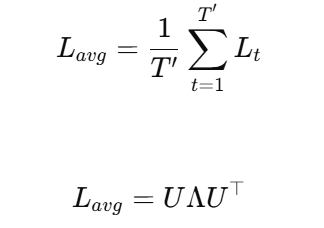 $L_{avg} = \frac{1}{T'} \sum_{t=1}^{T'} L_t$
$L_{avg} = U \Lambda U^\top$